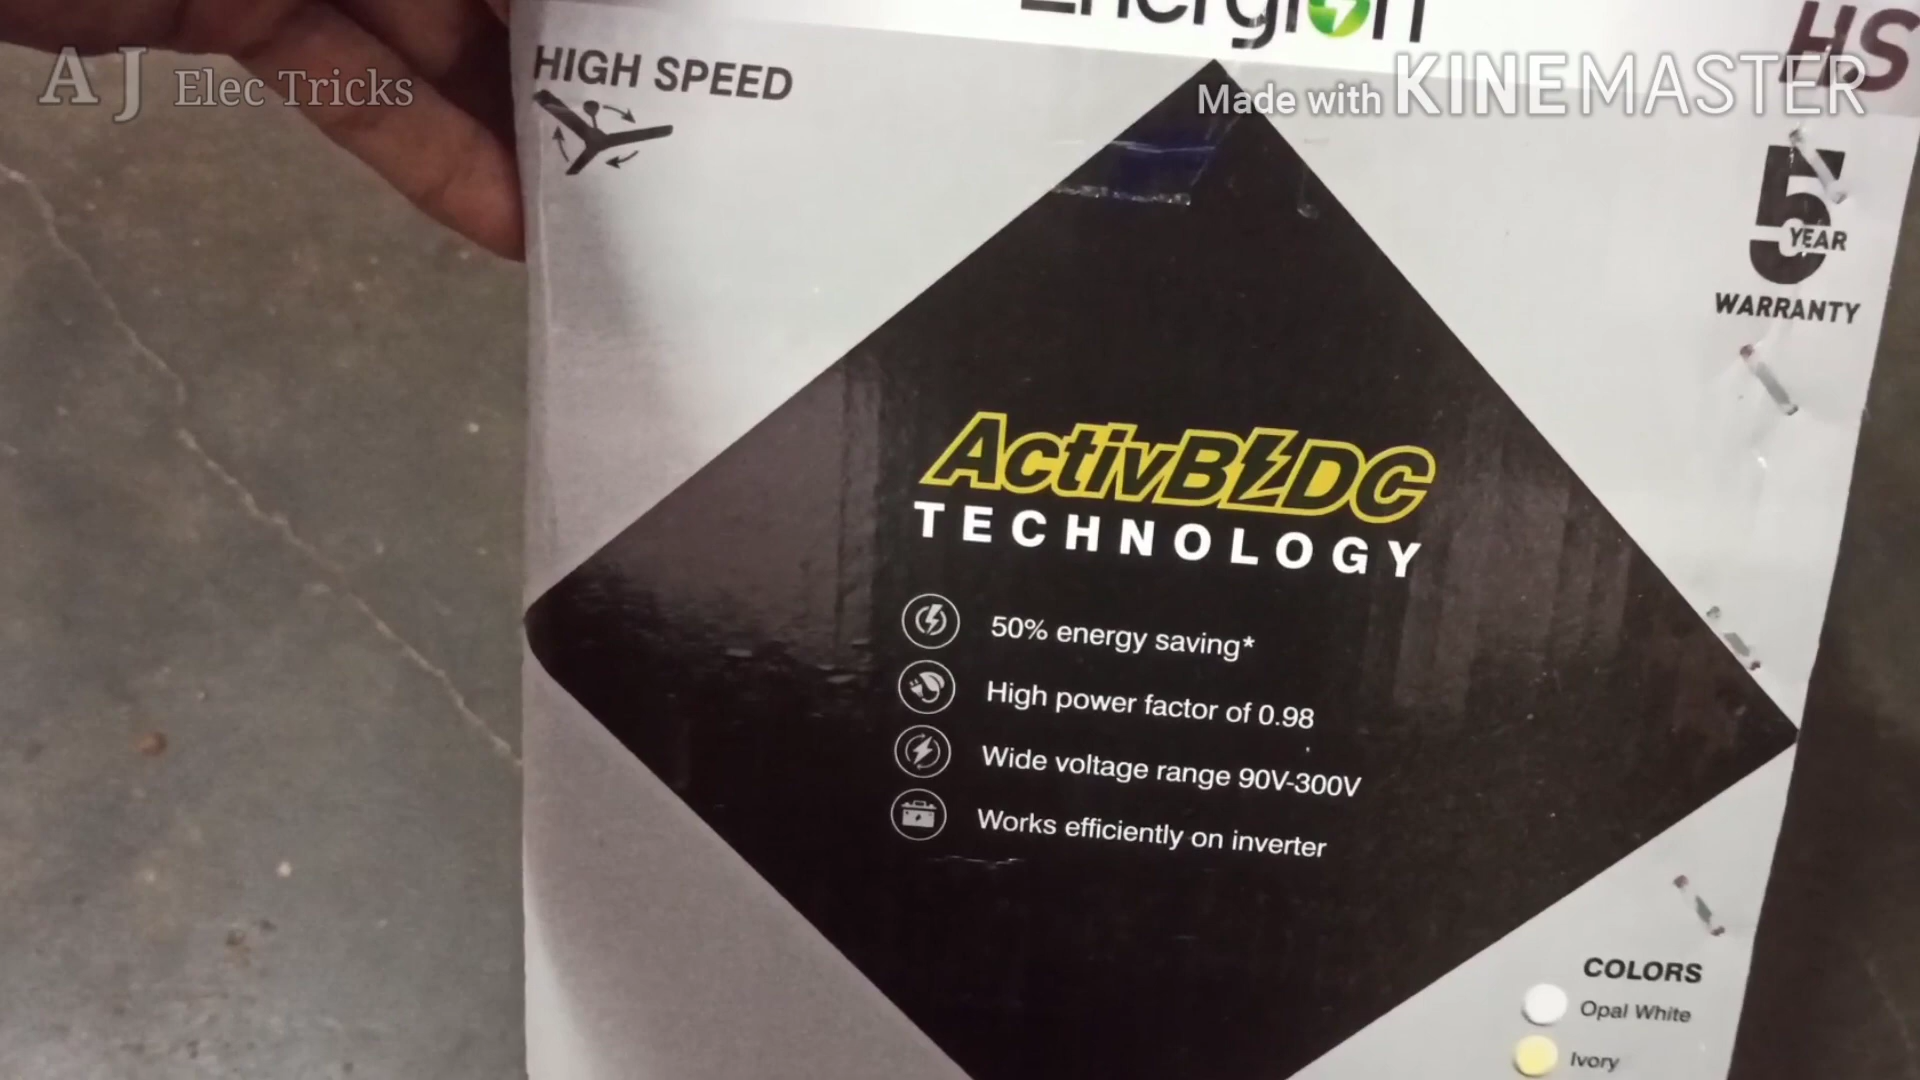 Energion
HS
A J Elec Tricks
HIGH SPEED
Made with KINEMASTER
5
YEAR
WARRANTY
ActivBLDC
TECHNOLOGY
50% energy saving*
High power factor of 0.98
Wide voltage range 90V-300V
Works efficiently on inverter
COLORS
Opal White
Ivory